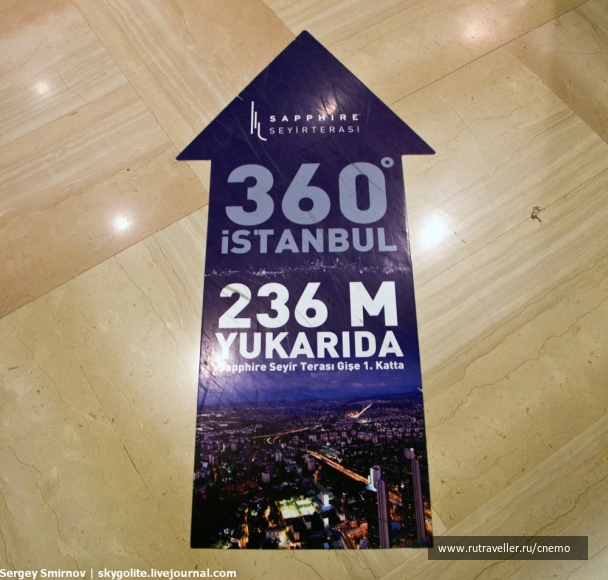 SAPPHIRE
SEYİRTERASI
360°
İSTANBUL
236 M
YUKARIDA
Sapphire Seyir Terası Gişe 1. Katta
www.rutraveller.ru/cnemo
Sergey Smirnov | skygolite.livejournal.com